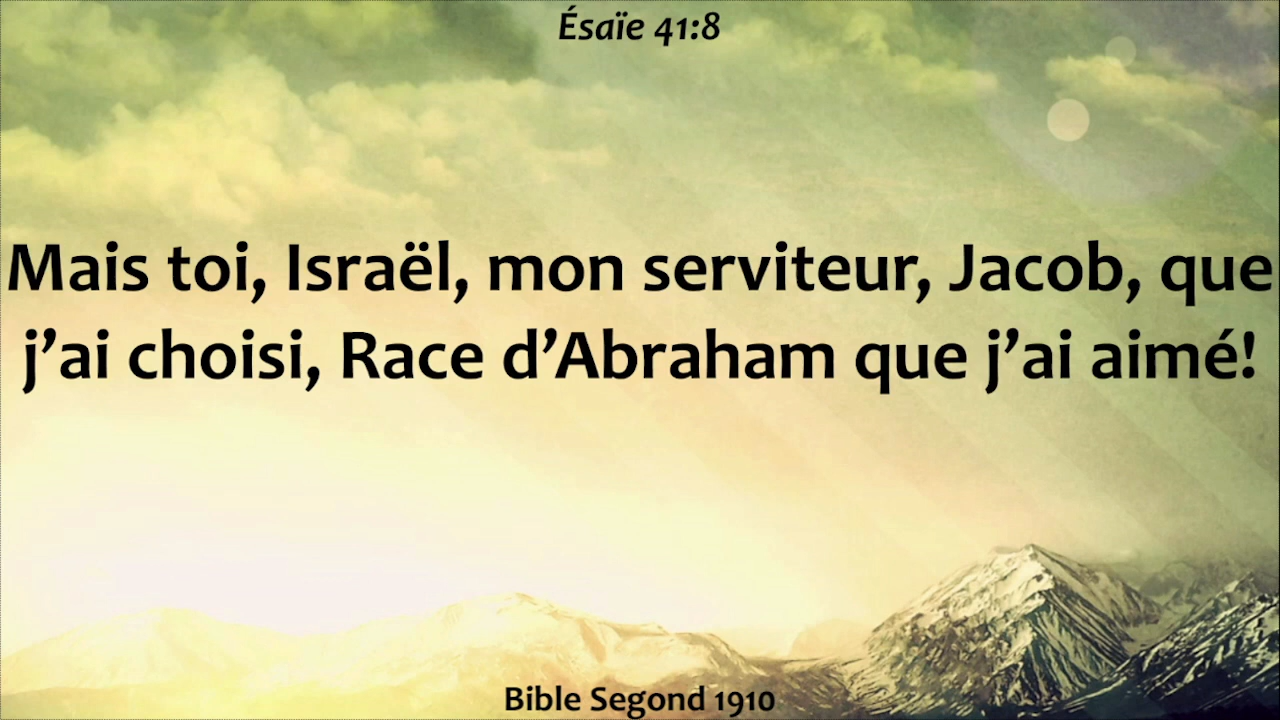 Ésaïe 41:8
Mais toi, Israël, mon serviteur, Jacob, que
j’ai choisi, Race d’Abraham que j’ai aimé!
Bible Segond 1910